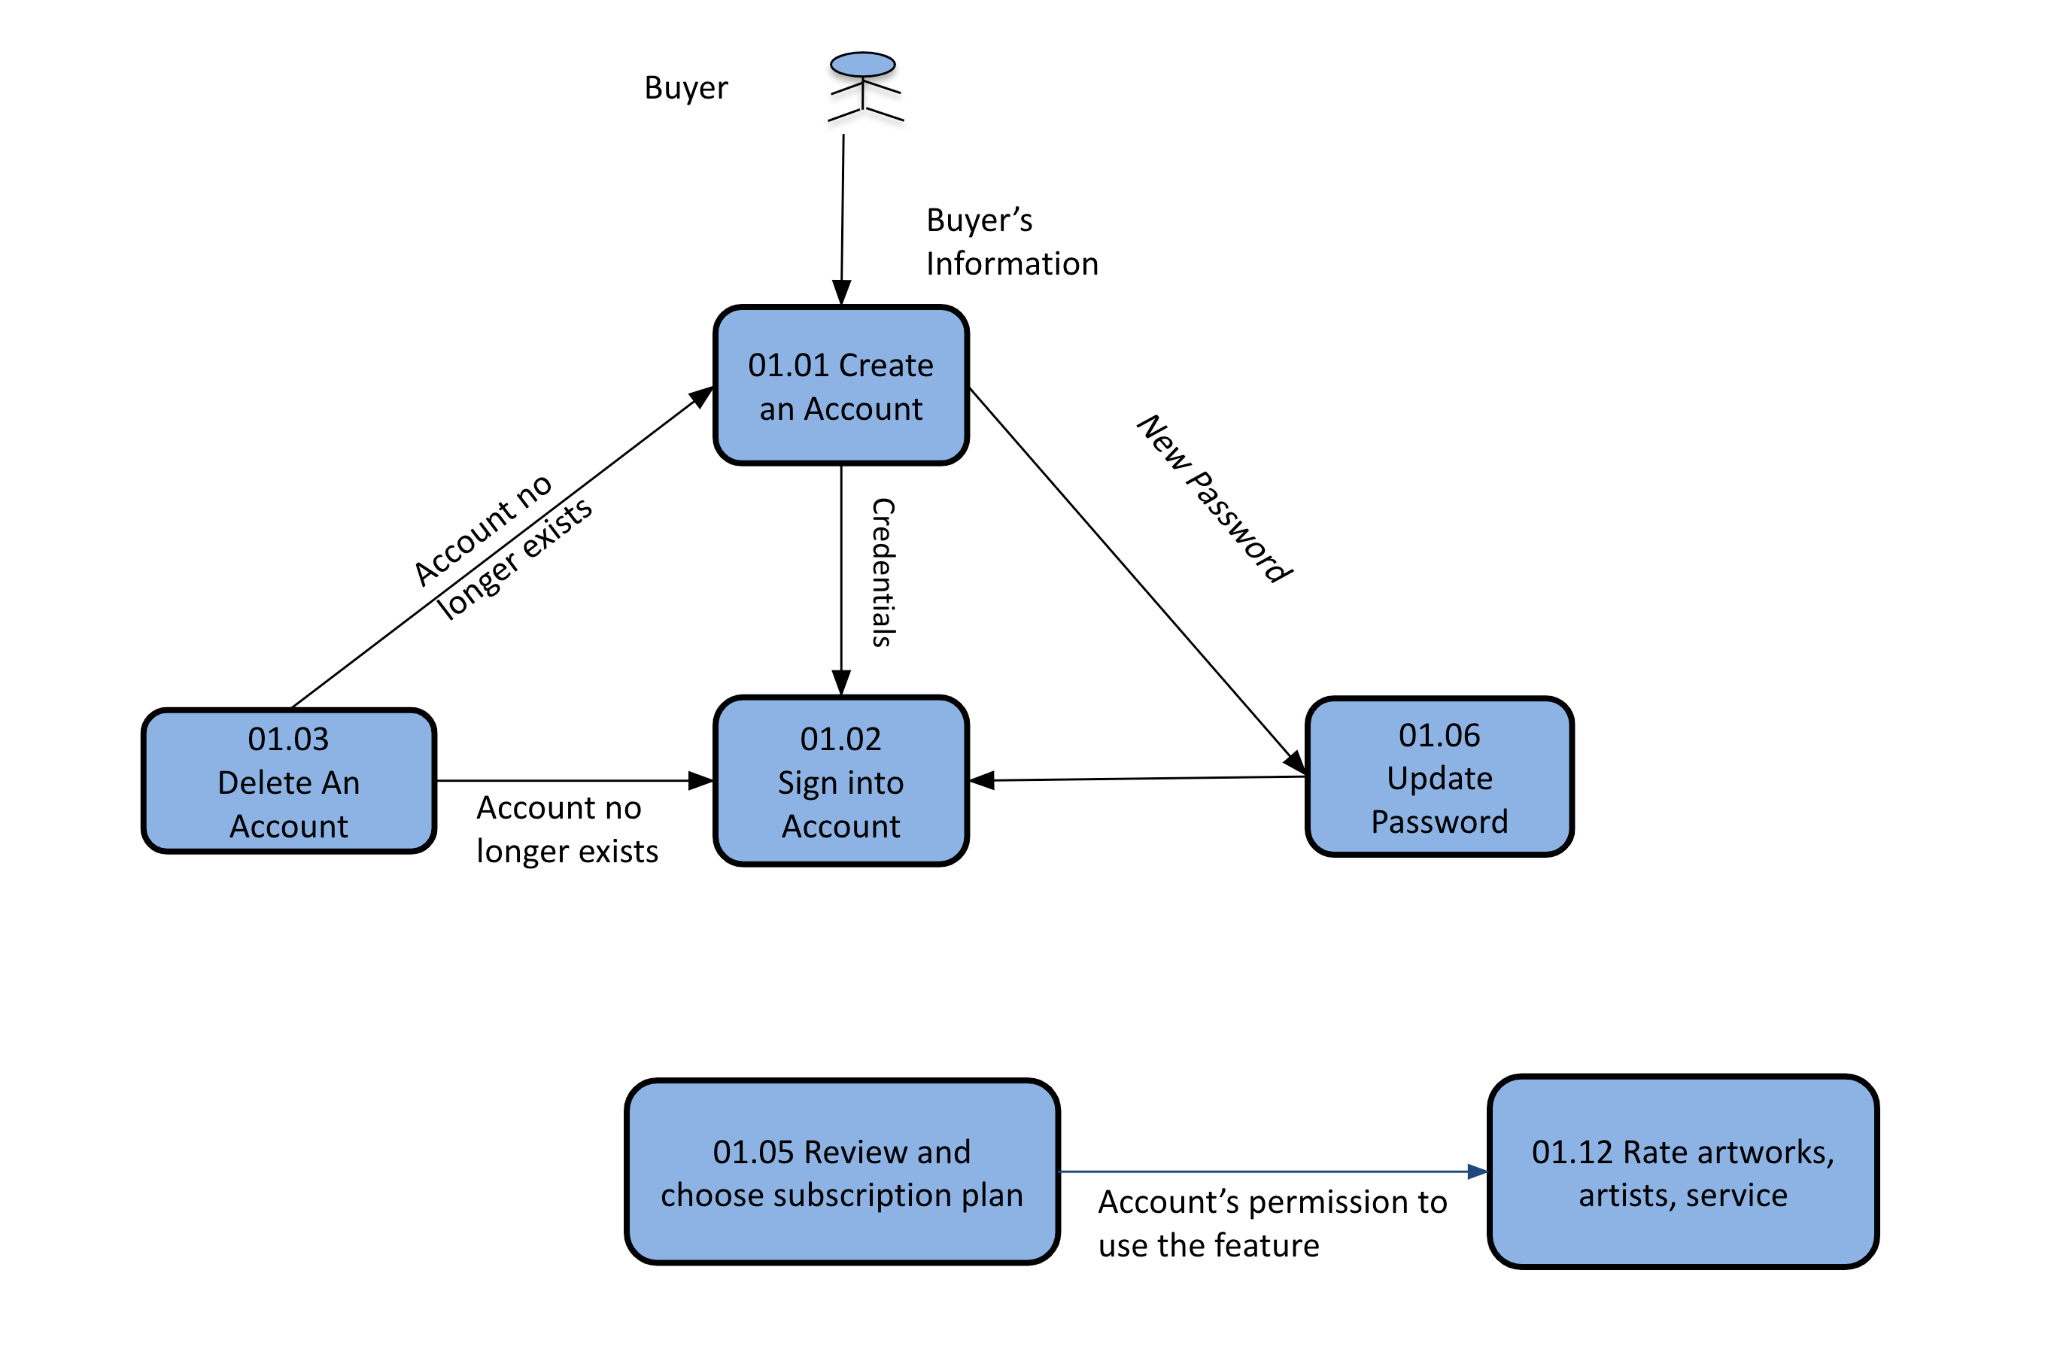 Buyer
Buyer’s
Information
01.01 Create
an Account
New Password
Account no
longer exists
Credentials
01.03
Delete An
Account
Account no
longer exists
01.02
Sign into
Account
01.06
Update
Password
01.05 Review and
choose subscription plan
Account’s permission to
use the feature
01.12 Rate artworks,
artists, service